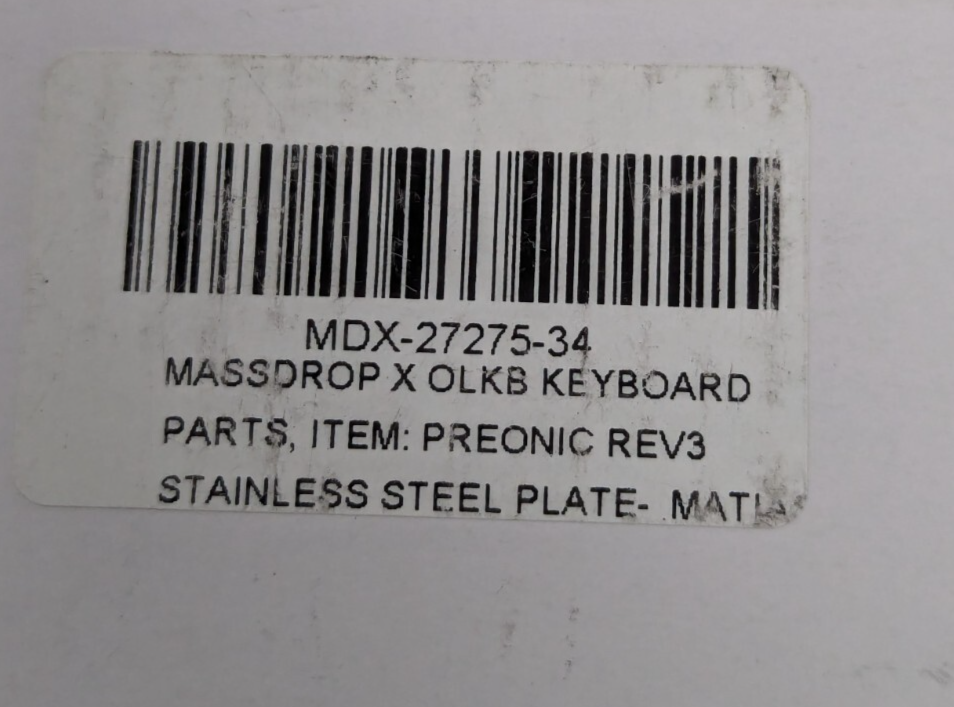 MDX-27275-34
MASSDROP X OLKB KEYBOARD
PARTS, ITEM: PREONIC REV3
STAINLESS STEEL PLATE-